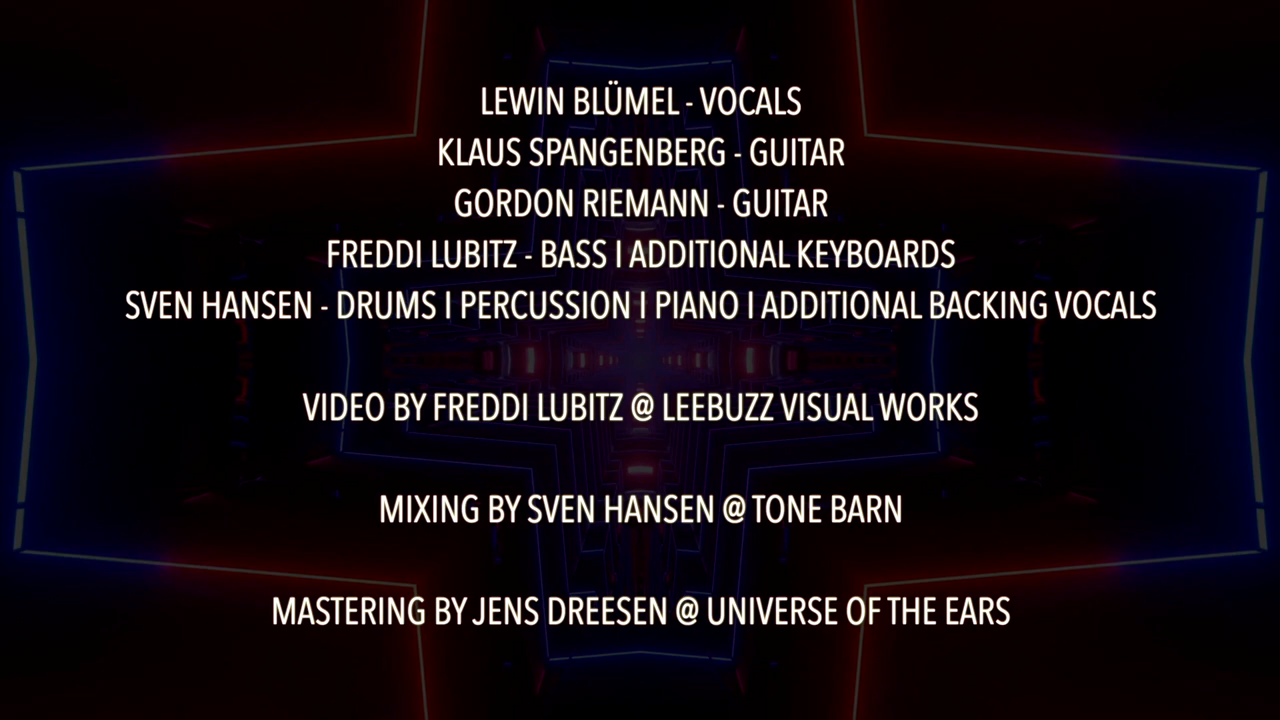 LEWIN BLÜMEL - VOCALS
KLAUS SPANGENBERG - GUITAR
GORDON RIEMANN - GUITAR
FREDDI LUBITZ - BASS I ADDITIONAL KEYBOARDS
SVEN HANSEN - DRUMS I PERCUSSION I PIANO I ADDITIONAL BACKING VOCALS
VIDEO BY FREDDI LUBITZ @ LEEBUZZ VISUAL WORKS
MIXING BY SVEN HANSEN @ TONE BARN
MASTERING BY JENS DREESEN @ UNIVERSE OF THE EARS